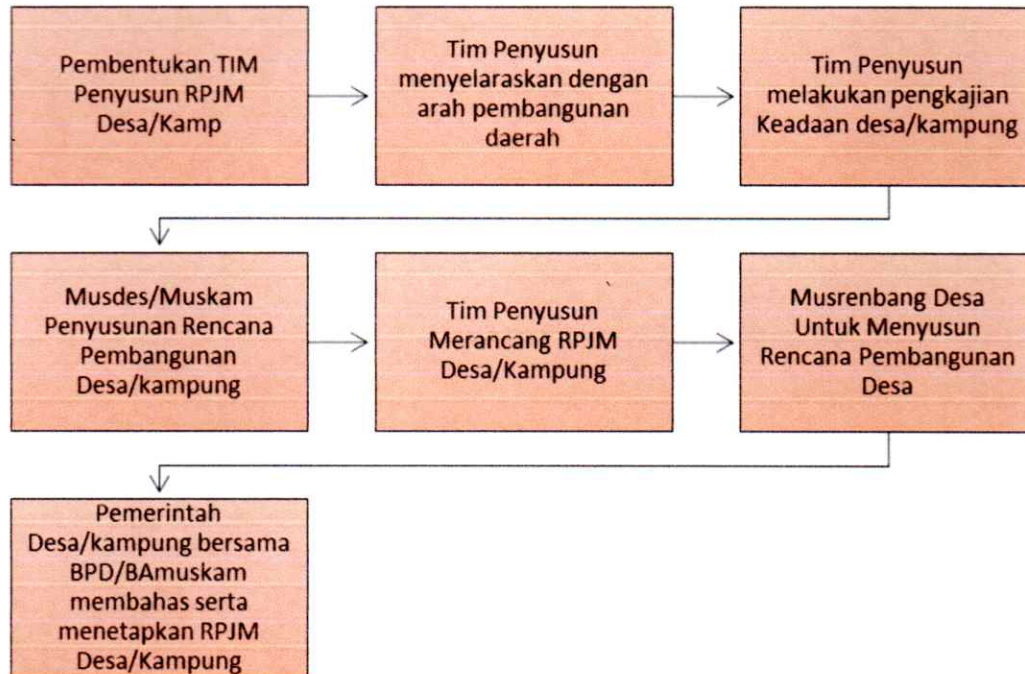 Pembentukan TIM
Penyusun RPJM
Desa/Kamp
Tim Penyusun
menyelaraskan dengan
arah pembangunan
daerah
Tim Penyusun
melakukan pengkajian
Keadaan desa/kampung
Musdes/Muskam
Penyusunan Rencana
Pembangunan
Desa/kampung
Tim Penyusun
Merancang RPJM
Desa/Kampung
Musrenbang Desa
Untuk Menyusun
Rencana Pembangunan
Desa
Pemerintah
Desa/kampung bersama
BPD/BAmuskam
membahas serta
menetapkan RPJM
Desa/Kampung